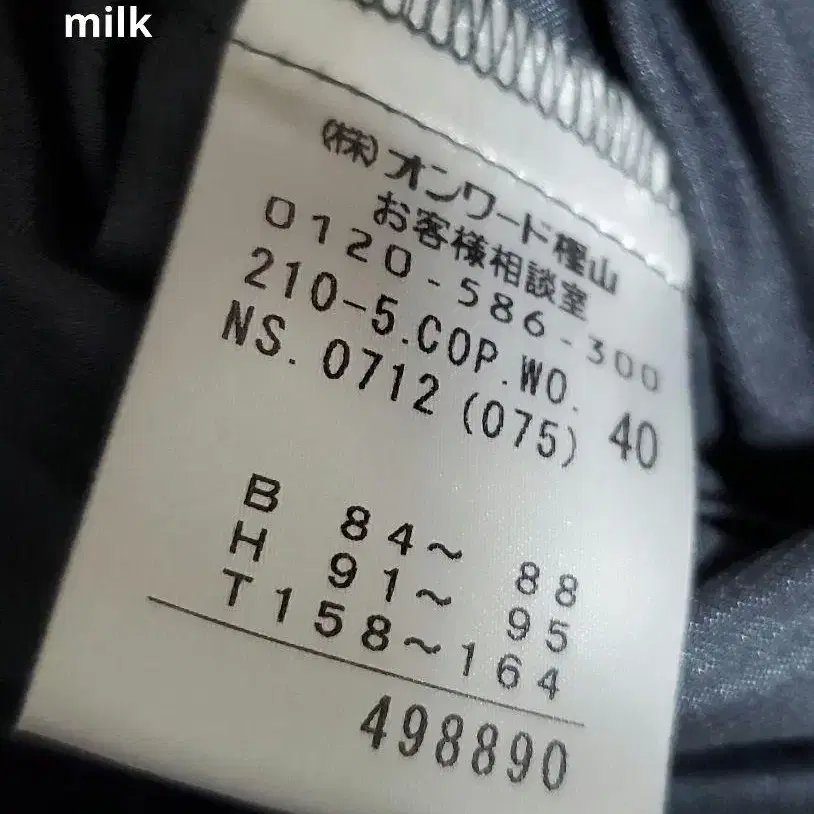 milk
(株)オンワード樫山
お客様相談室
0120-586-300
210-5.COP.WO.
NS.0712(075) 40
B 84~ 88
H 91~ 95
T158~164
498890